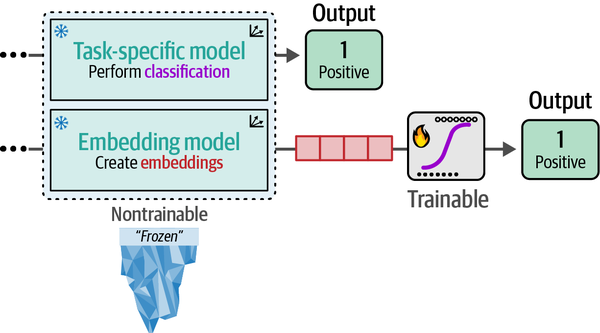 Output
Task-specific model
Perform classification
1
Positive
Output
Embedding model
Create embeddings
1
Positive
Trainable
Nontrainable
“Frozen”